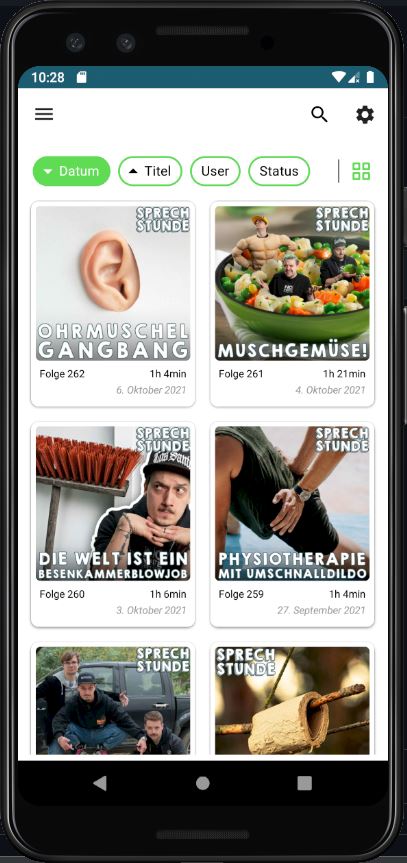 10:28
Datum
Titel
User
Status
SPRECH
STUNDE
OHRMUSCHEL
GANGBANG
Folge 262
1h 4min
6. Oktober 2021
SPRECH
STUNDE
MUSCHGEMÜSE!
Folge 261
1h 21min
4. Oktober 2021
SPRECH
STUNDE
DIE WELT IST EIN
BESENKAMMERBLOWJOB
Folge 260
1h 6min
3. Oktober 2021
SPRECH
STUNDE
PHYSIOTHERAPIE
MIT UMSCHNALLDILDO
Folge 259
1h 4min
27. September 2021
SPRECH
STUNDE
SPRECH
STUNDE